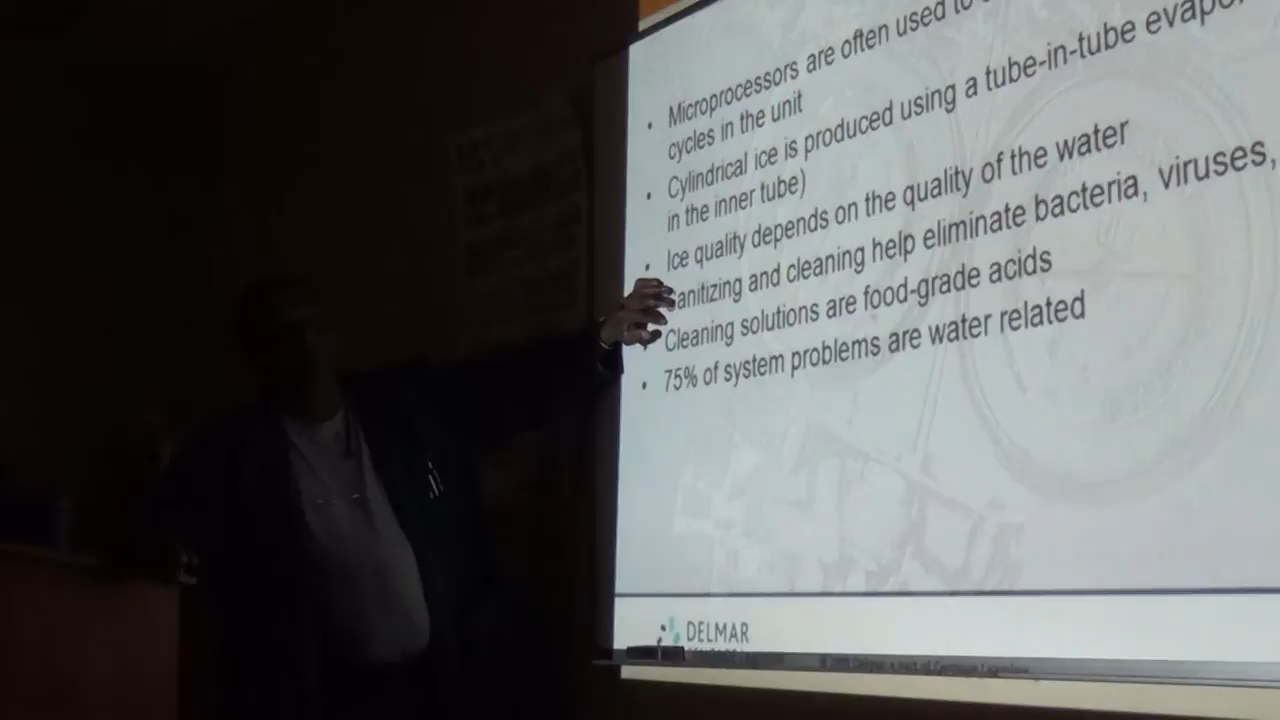 • Microprocessors are often used to
cycles in the unit
• Cylindrical ice is produced using a tube-in-tube
in the inner tube)
• Ice quality depends on the quality of the water
anitizing and cleaning help eliminate bacteria, viruses,
Cleaning solutions are food-grade acids
• 75% of system problems are water related
DELMAR